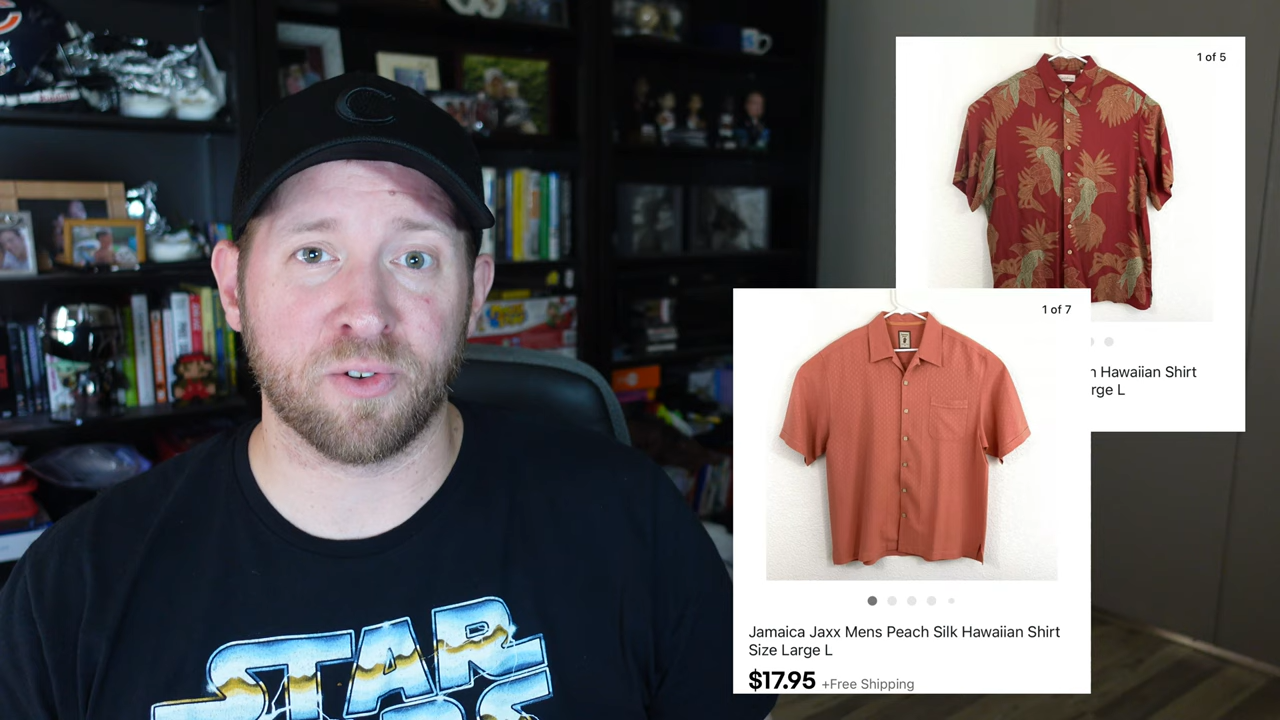 C
STAR
1 of 5
n Hawaiian Shirt
rge L
1 of 7
Jamaica Jaxx Mens Peach Silk Hawaiian Shirt
Size Large L
$17.95 +Free Shipping